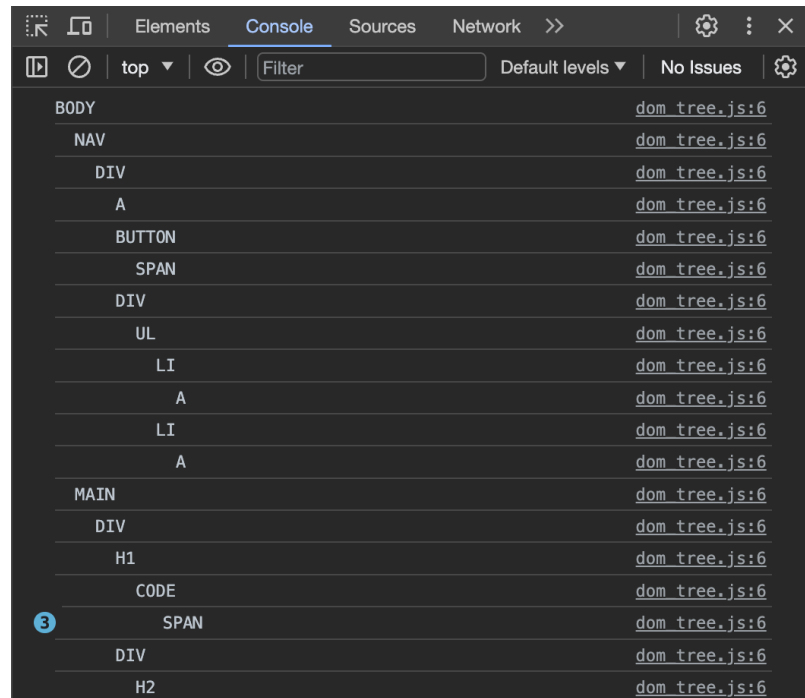 Elements Console Sources Network
top Filter Default levels No Issues
BODY dom_tree.js:6
NAV dom_tree.js:6
DIV dom_tree.js:6
A dom_tree.js:6
BUTTON dom_tree.js:6
SPAN dom_tree.js:6
DIV dom_tree.js:6
UL dom_tree.js:6
LI dom_tree.js:6
A dom_tree.js:6
LI dom_tree.js:6
A dom_tree.js:6
MAIN dom_tree.js:6
DIV dom_tree.js:6
H1 dom_tree.js:6
CODE dom_tree.js:6
3 SPAN dom_tree.js:6
DIV dom_tree.js:6
H2 dom_tree.js:6